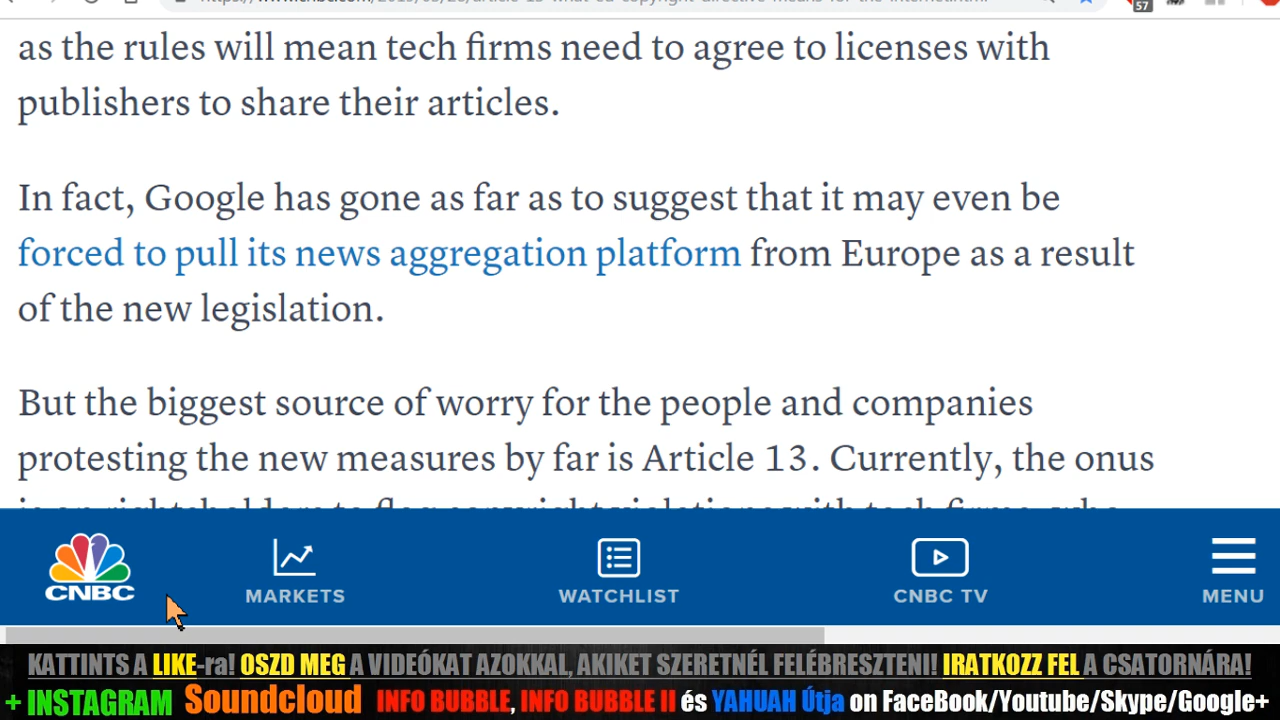 57
as the rules will mean tech firms need to agree to licenses with
publishers to share their articles.
In fact, Google has gone as far as to suggest that it may even be
forced to pull its news aggregation platform from Europe as a result
of the new legislation.
But the biggest source of worry for the people and companies
protesting the new measures by far is Article 13. Currently, the onus
CNBC
MARKETS
WATCHLIST
CNBC TV
MENU
KATTINTS A LIKE-ra! OSZD MEG A VIDEÓKAT AZOKKAL, AKIKET SZERETNÉL FELÉBRESZTENI! IRATKOZZ FEL A CSATORNÁRA!
+ INSTAGRAM Soundcloud INFO BUBBLE, INFO BUBBLE II és YAHUAH Útja on FaceBook/Youtube/Skype/Google+